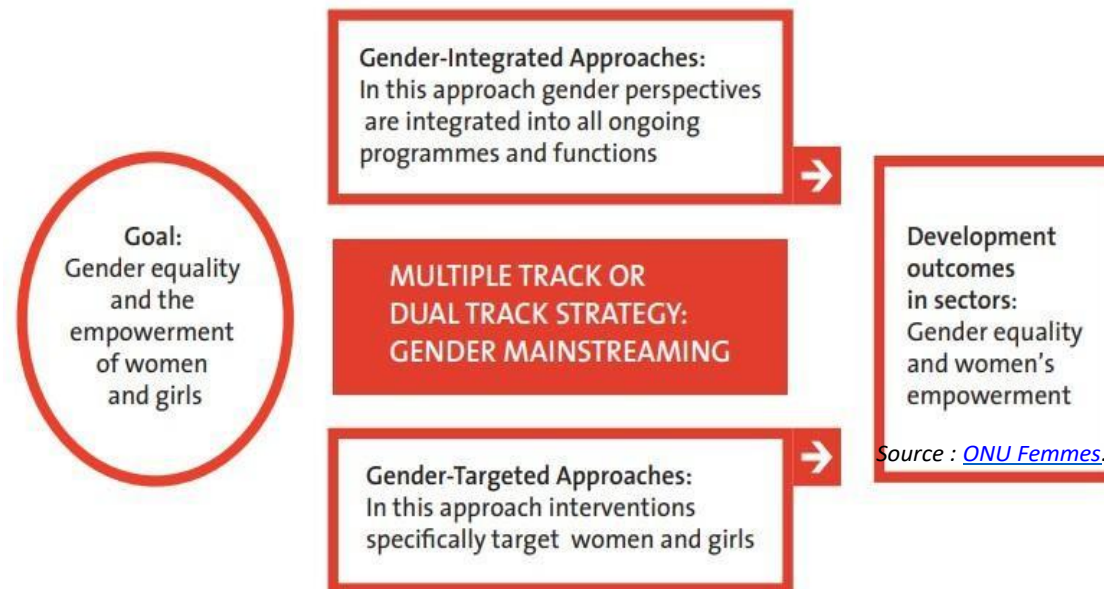 Gender-Integrated Approaches:
In this approach gender perspectives
are integrated into all ongoing
programmes and functions
Goal:
Gender equality
and the
empowerment
of women
and girls
MULTIPLE TRACK OR
DUAL TRACK STRATEGY:
GENDER MAINSTREAMING
Development
outcomes
in sectors:
Gender equality
and women's
empowerment
Source : ONU Femmes.
Gender-Targeted Approaches:
In this approach interventions
specifically target women and girls